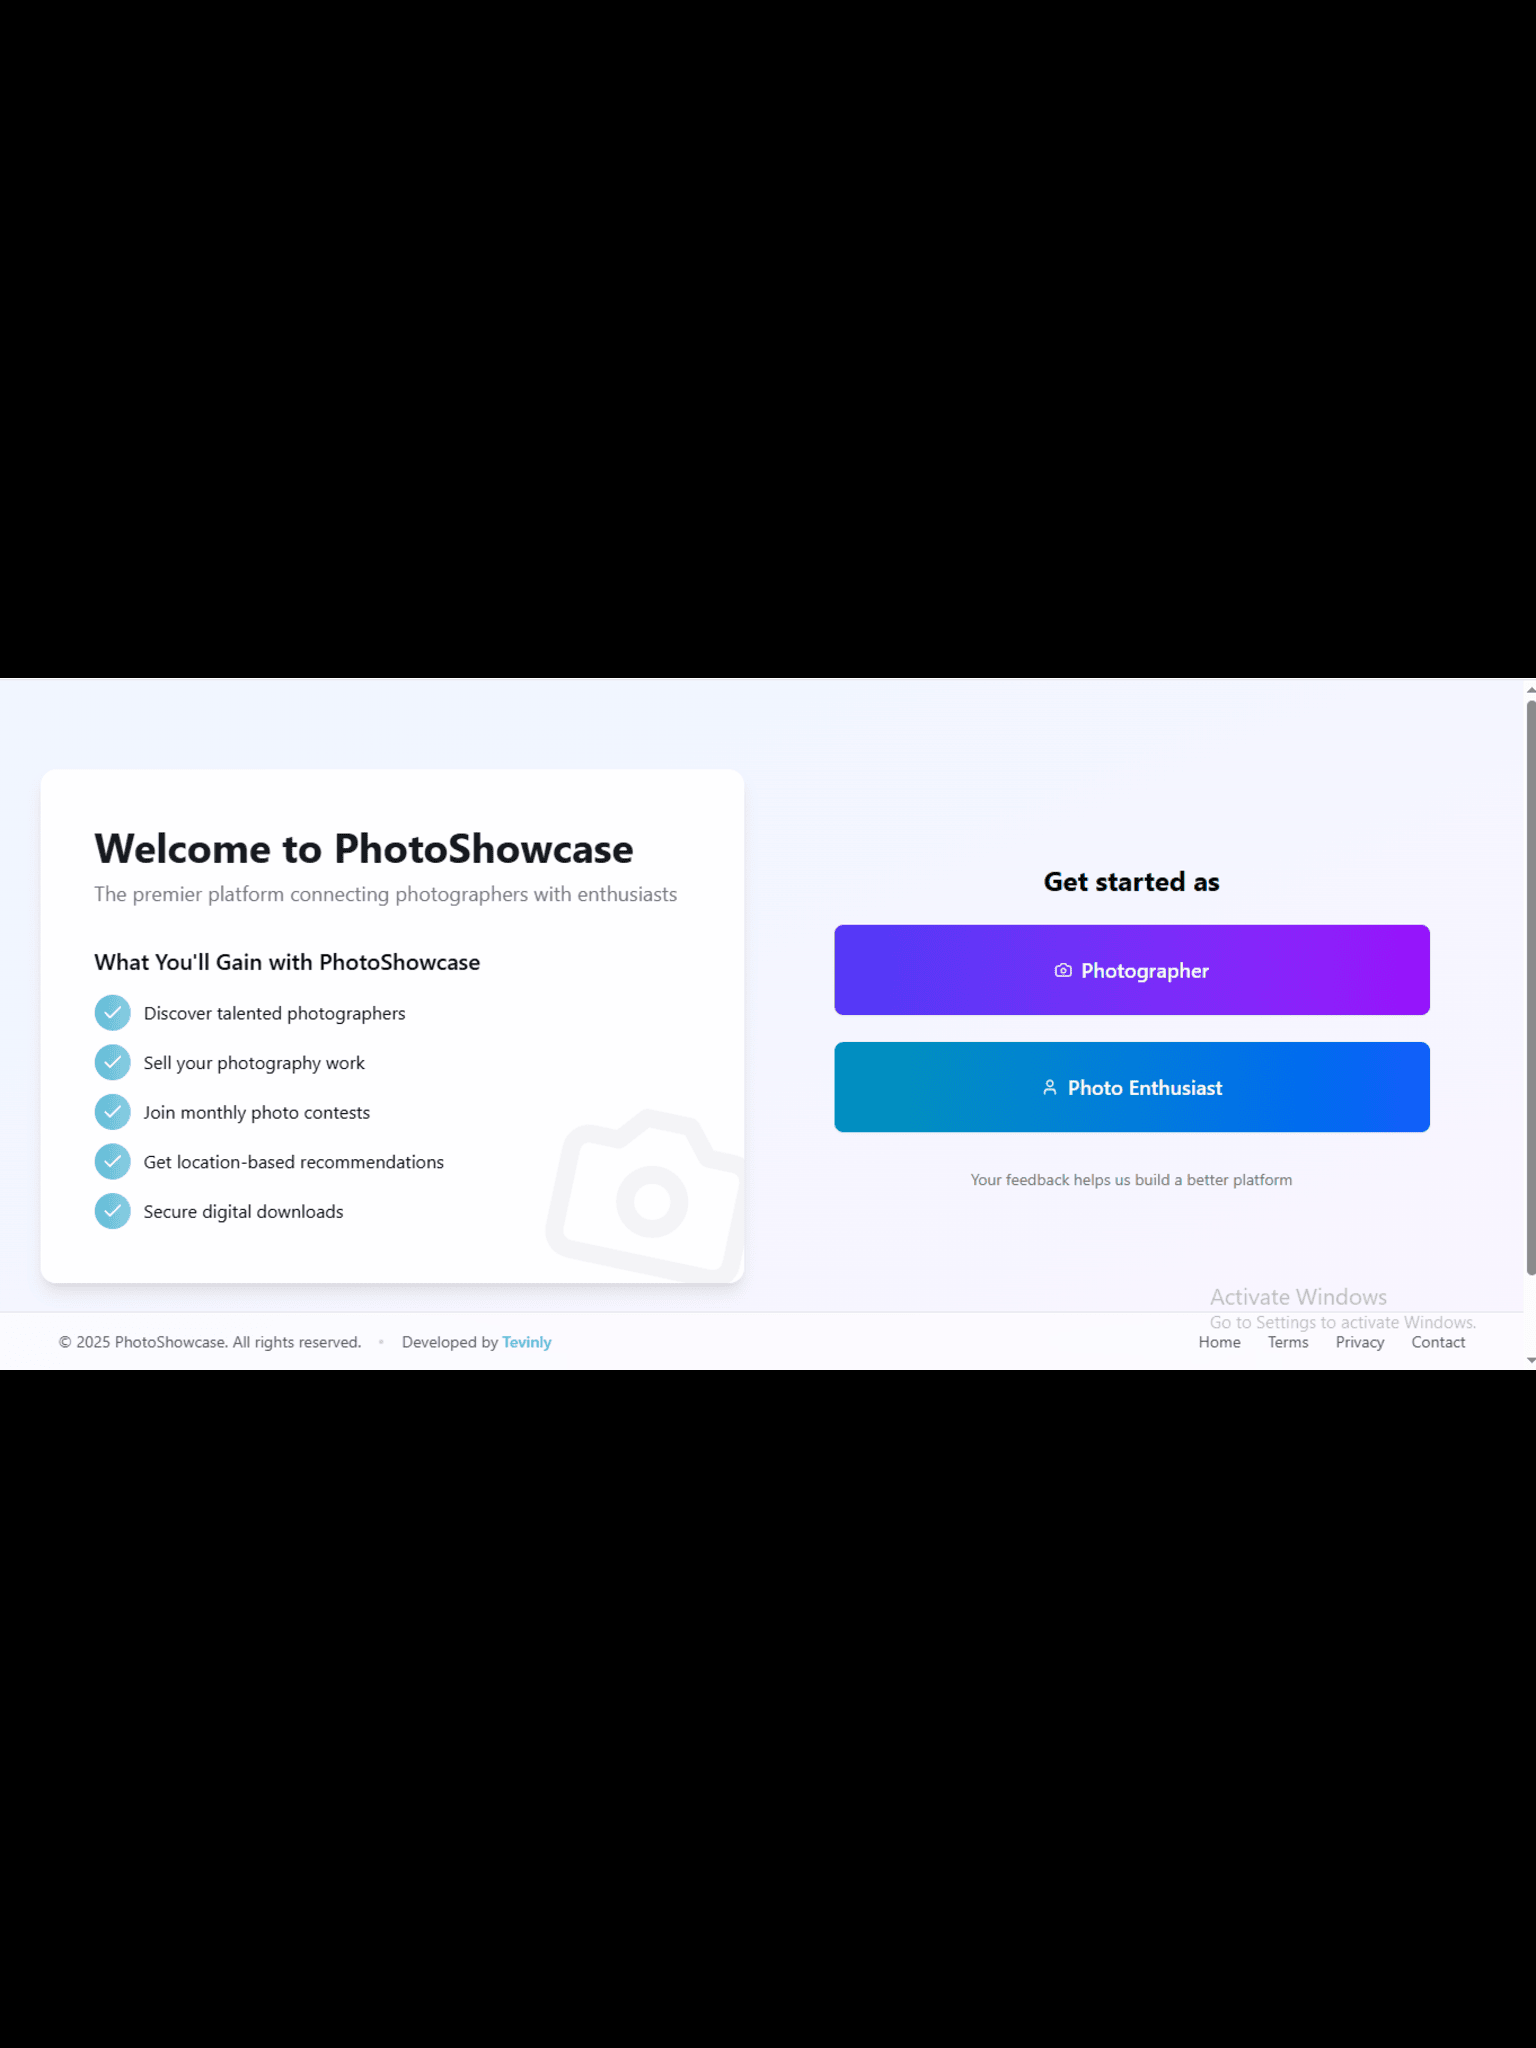 Welcome to PhotoShowcase
The premier platform connecting photographers with enthusiasts
What You'll Gain with PhotoShowcase
Discover talented photographers
Sell your photography work
Join monthly photo contests
Get location-based recommendations
Secure digital downloads
Get started as
Photographer
Photo Enthusiast
Your feedback helps us build a better platform
Activate Windows
Go to Settings to activate Windows.
© 2025 PhotoShowcase. All rights reserved. • Developed by Tevinly
Home Terms Privacy Contact